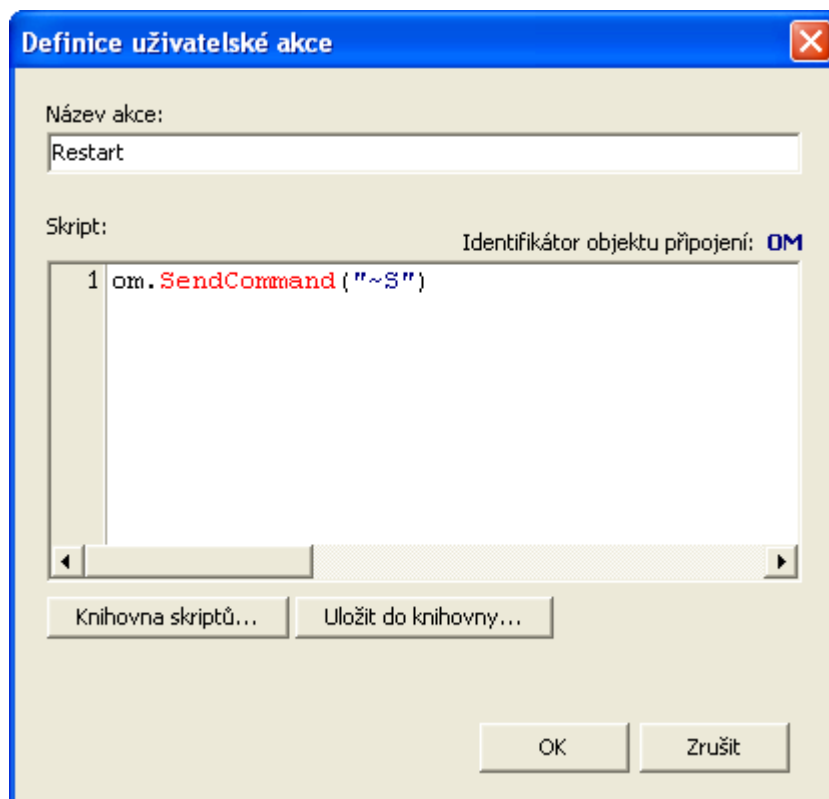 Definice uživatelské akce
Název akce:
Restart
Skript:
Identifikátor objektu připojení: OM
1 om.SendCommand("~S")
Knihovna skriptů...
Uložit do knihovny...
OK
Zrušit